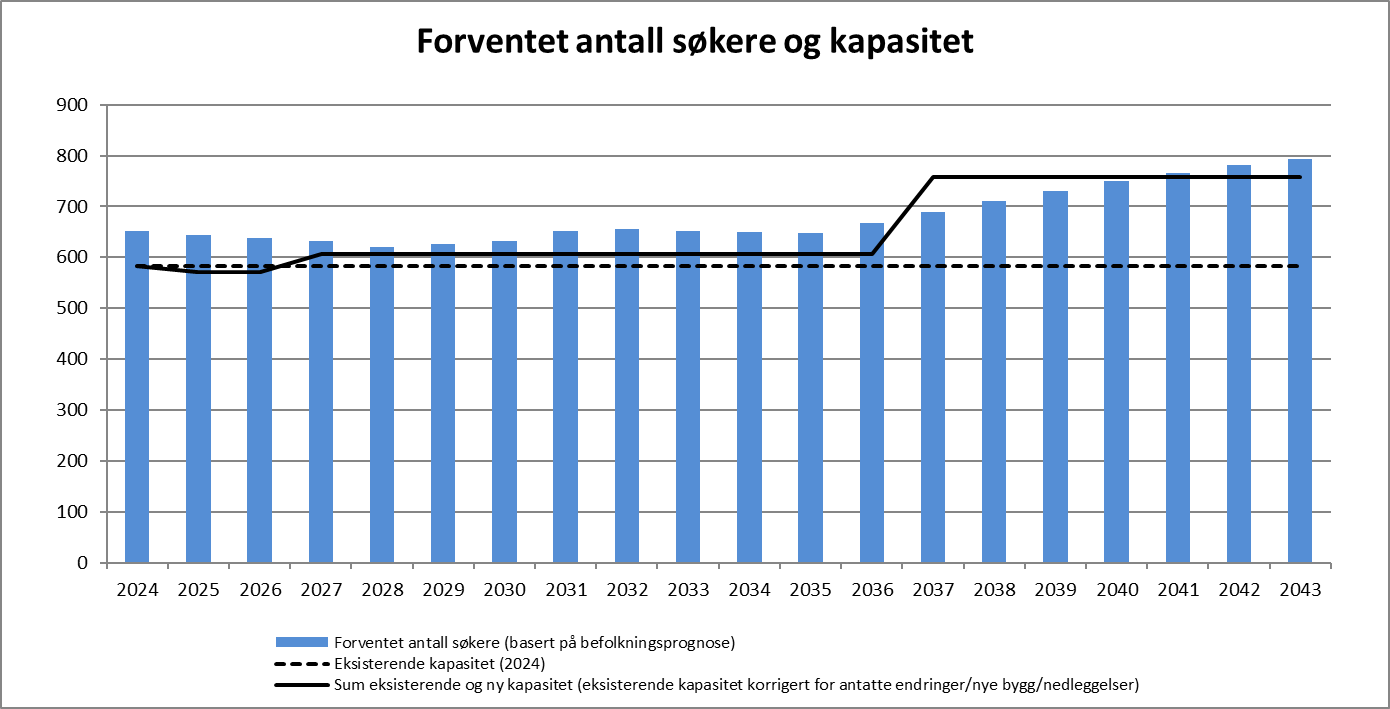 Forventet antall søkere og kapasitet
900
800
700
600
500
400
300
200
100
0
2024 2025 2026 2027 2028 2029 2030 2031 2032 2033 2034 2035 2036 2037 2038 2039 2040 2041 2042 2043
Forventet antall søkere (basert på befolkningsprognose)
Eksisterende kapasitet (2024)
Sum eksisterende og ny kapasitet (eksisterende kapasitet korrigert for antatte endringer/nye bygg/nedleggelser)